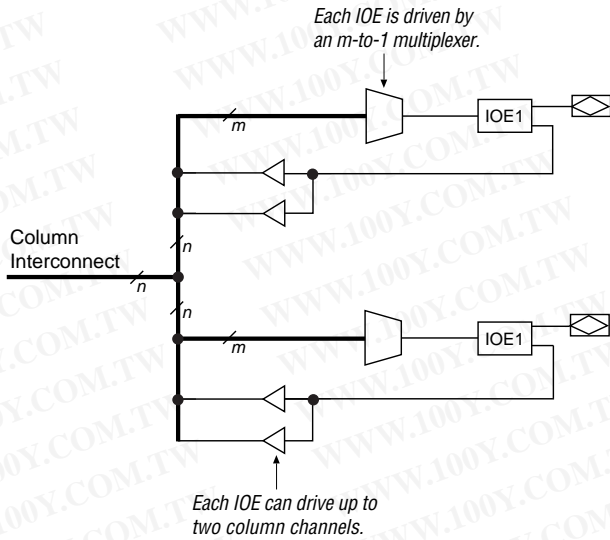 Each IOE is driven by
an m-to-1 multiplexer.
m
IOE1
n
Column
Interconnect
n
n
m
IOE1
Each IOE can drive up to
two column channels.
WWW.100Y.COM.TW